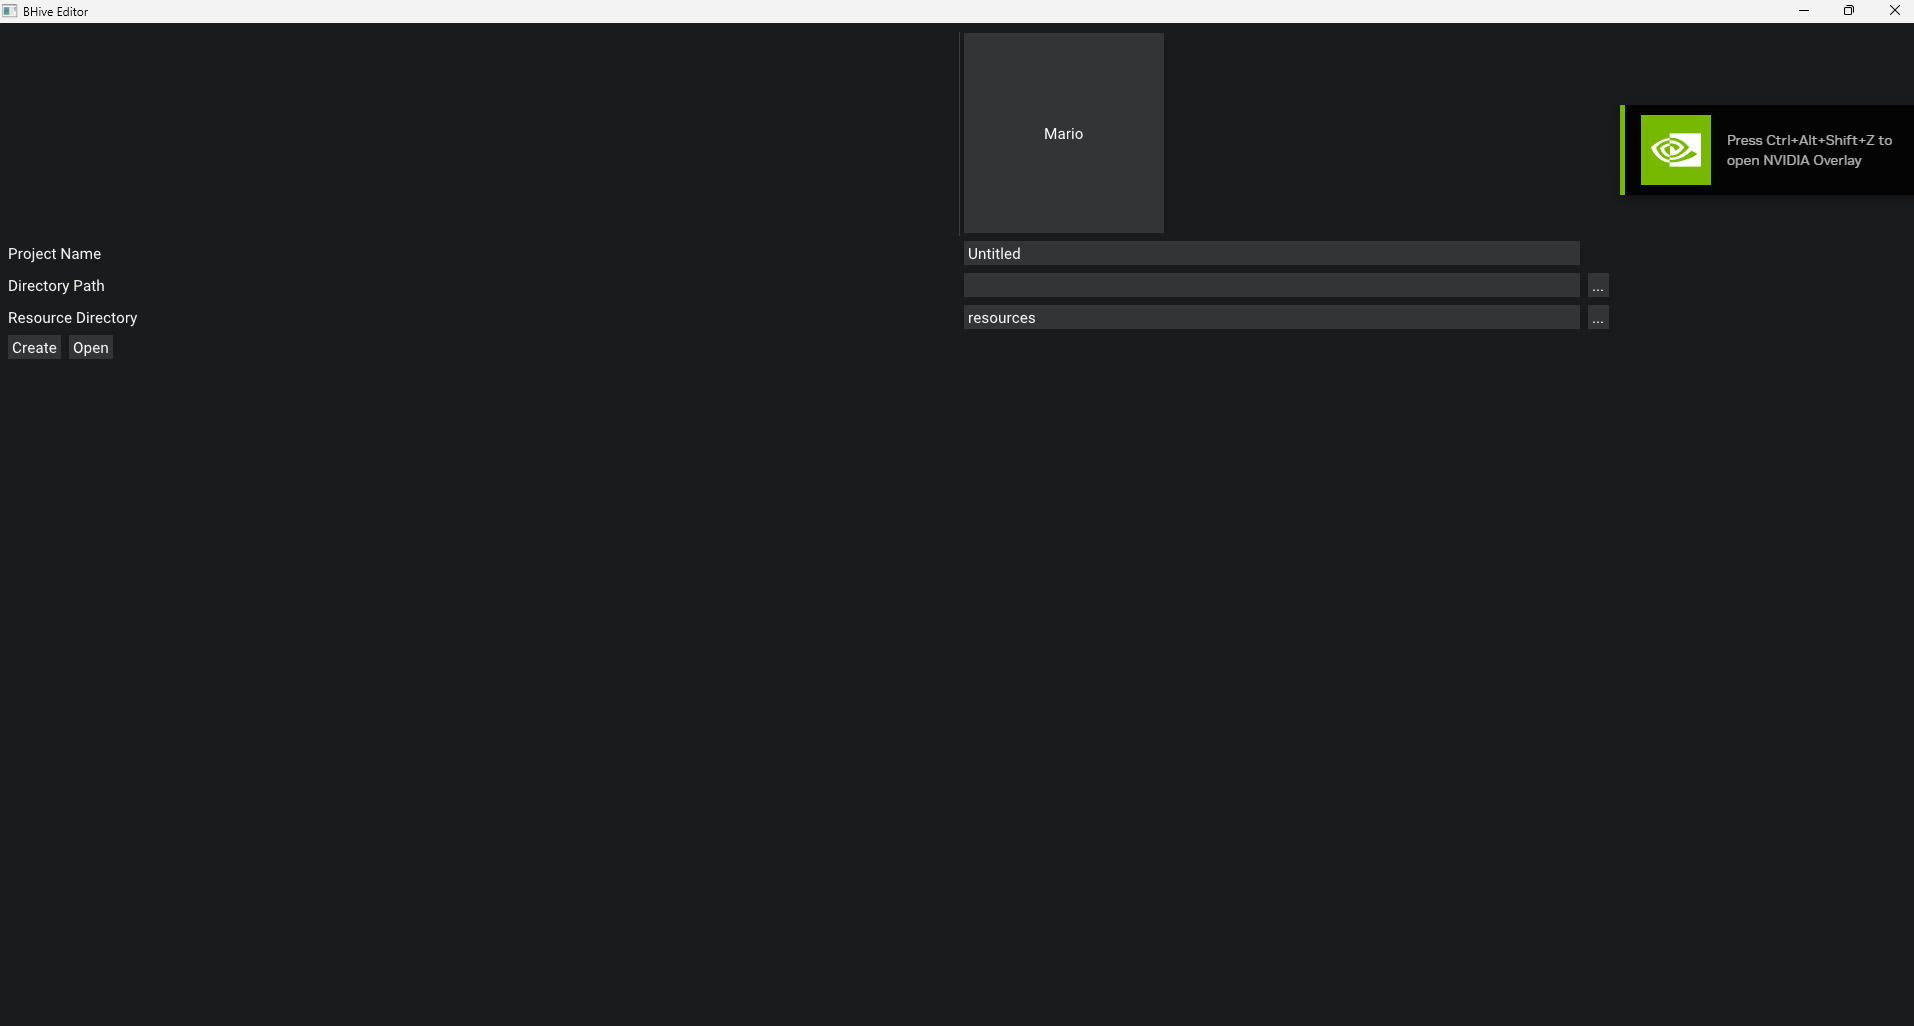 BHive Editor
Mario
Press Ctrl+Alt+Shift+Z to
open NVIDIA Overlay
Project Name
Untitled
Directory Path
...
Resource Directory
resources
...
Create
Open